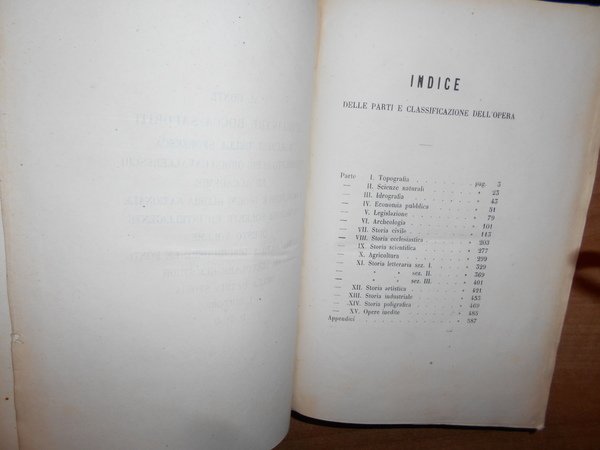 INDICE
DELLE PARTI E CLASSIFICAZIONE DELL'OPERA
Parte I. Topografia . . . . . . . . pag. 5
— II. Scienze naturali . . . . . . » 25
— III. Idrografia . . . . . . . . » 43
— IV. Economia pubblica . . . . . . » 51
— V. Legislazione . . . . . . . . » 79
— VI. Archeologia . . . . . . . . » 101
— VII. Storia civile . . . . . . . » 113
— VIII. Storia ecclesiastica . . . . . » 203
— IX. Storia scientifica . . . . . . » 277
— X. Agricoltura . . . . . . . . » 299
— XI. Storia letteraria sez. I. . . . . » 329
— » » sez. II. . . . . » 369
— » » sez. III. . . . . » 401
— XII. Storia artistica . . . . . . » 421
— XIII. Storia industriale . . . . . . » 453
— XIV. Storia poligrafica . . . . . . » 469
— XV. Opere inedite . . . . . . . » 485
Appendici . . . . . . . . . . » 587